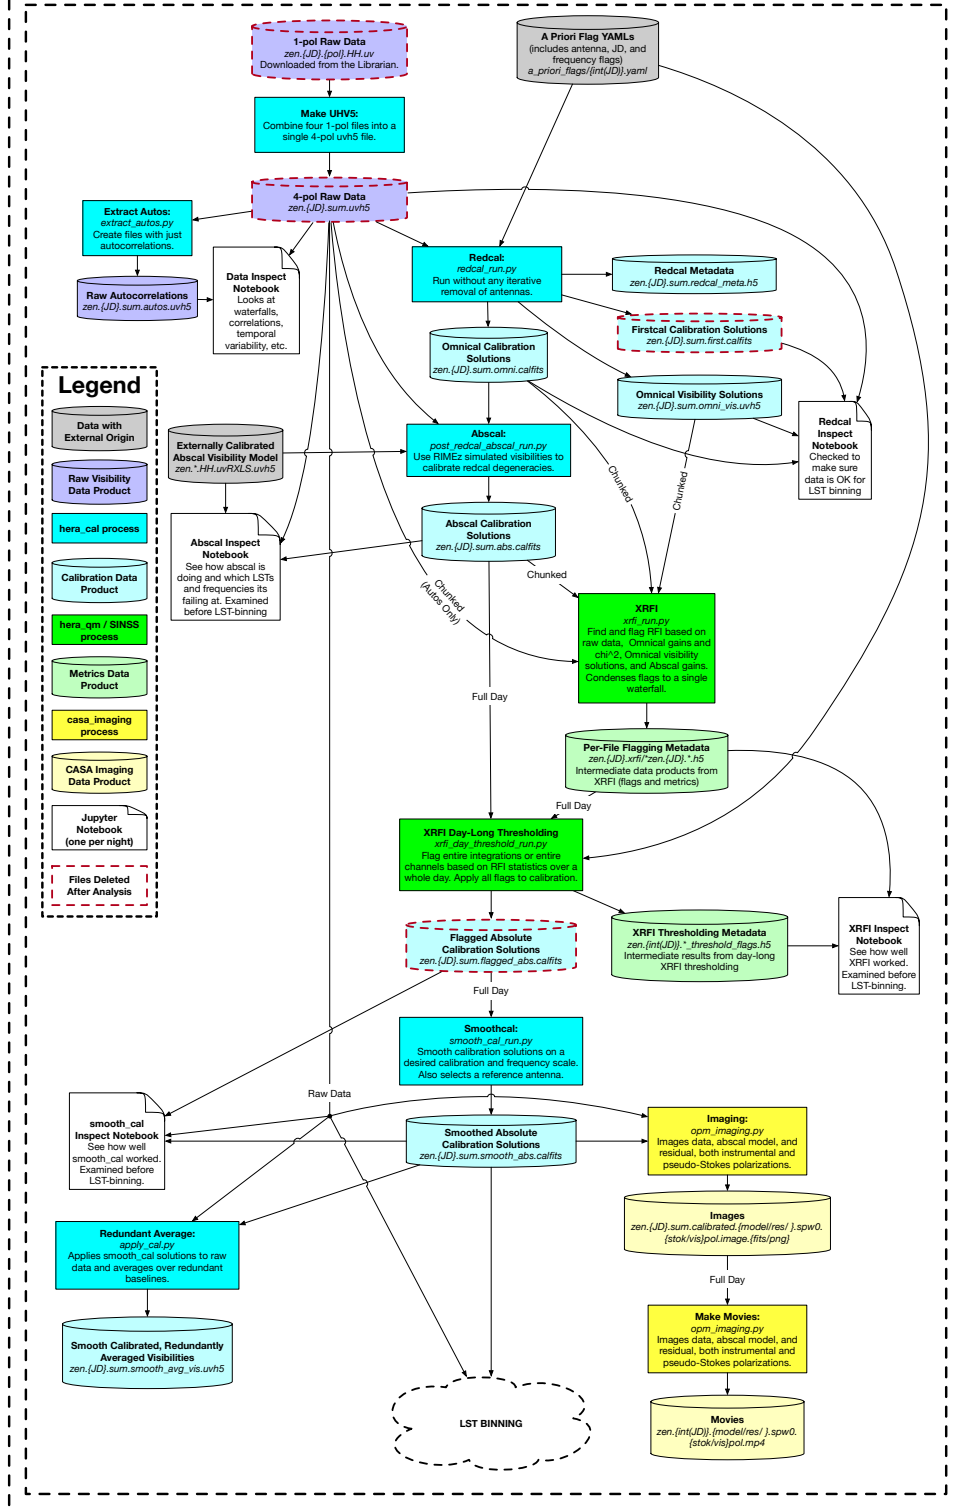 1-pol Raw Data
zen.{JD}.{pol}.HH.uv
Downloaded from the Librarian.
A Priori Flag YAMLs
(includes antenna, JD, and
frequency flags)
a_priori_flags/{int(JD)}.yaml
Make UHV5:
Combine four 1-pol files into a
single 4-pol uvh5 file.
4-pol Raw Data
zen.{JD}.sum.uvh5
Extract Autos:
extract_autos.py
Create files with just
autocorrelations.
Raw Autocorrelations
zen.{JD}.sum.autos.uvh5
Data Inspect
Notebook
Looks at
waterfalls,
correlations,
temporal
variability, etc.
Redcal:
redcal_run.py
Run without any iterative
removal of antennas.
Redcal Metadata
zen.{JD}.sum.redcal_meta.h5
Firstcal Calibration Solutions
zen.{JD}.sum.first.calfits
Omnical Calibration
Solutions
zen.{JD}.sum.omni.calfits
Omnical Visibility Solutions
zen.{JD}.sum.omni_vis.uvh5
Redcal
Inspect
Notebook
Checked to
make sure
data is OK for
LST binning
Legend
Data with
External Origin
Raw Visibility
Data Product
hera_cal process
Calibration Data
Product
hera_qm / SINSS
process
Metrics Data
Product
casa_imaging
process
CASA Imaging
Data Product
Jupyter
Notebook
(one per night)
Files Deleted
After Analysis
Externally Calibrated
Abscal Visibility Model
zen.*.HH.uvRXLS.uvh5
Abscal:
post_redcal_abscal_run.py
Use RIMEz simulated visibilities to
calibrate redcal degeneracies.
Chunked
Chunked
Abscal Inspect
Notebook
See how abscal is
doing and which LSTs
and frequencies its
failing at. Examined
before LST-binning
Abscal Calibration
Solutions
zen.{JD}.sum.abs.calfits
Chunked
Chunked
(Autos Only)
XRFI
xrfi_run.py
Find and flag RFI based on
raw data, Omnical gains and
chi^2, Omnical visibility
solutions, and Abscal gains.
Condenses flags to a single
waterfall.
Full Day
Per-File Flagging Metadata
zen.{JD}.xrfi/*zen.{JD}.*.h5
Intermediate data products from
XRFI (flags and metrics)
Full Day
XRFI Day-Long Thresholding
xrfi_day_threshold_run.py
Flag entire integrations or entire
channels based on RFI statistics over a
whole day. Apply all flags to calibration.
Flagged Absolute
Calibration Solutions
zen.{JD}.sum.flagged_abs.calfits
XRFI Thresholding Metadata
zen.{int(JD)}.*_threshold_flags.h5
Intermediate results from day-long
XRFI thresholding
XRFI Inspect
Notebook
See how well
XRFI worked.
Examined before
LST-binning.
Full Day
Smoothcal:
smooth_cal_run.py
Smooth calibration solutions on a
desired calibration and frequency scale.
Also selects a reference antenna.
Raw Data
smooth_cal
Inspect Notebook
See how well
smooth_cal worked.
Examined before
LST-binning.
Smoothed Absolute
Calibration Solutions
zen.{JD}.sum.smooth_abs.calfits
Imaging:
opm_imaging.py
Images data, abscal model, and
residual, both instrumental and
pseudo-Stokes polarizations.
Images
zen.{JD}.sum.calibrated.{model/res/ }.spw0.
{stok/vis}pol.image.{fits/png}
Redundant Average:
apply_cal.py
Applies smooth_cal solutions to raw
data and averages over redundant
baselines.
Full Day
Make Movies:
opm_imaging.py
Images data, abscal model, and
residual, both instrumental and
pseudo-Stokes polarizations.
Smooth Calibrated, Redundantly
Averaged Visibilities
zen.{JD}.sum.smooth_avg_vis.uvh5
LST BINNING
Movies
zen.{int(JD)}.{model/res/ }.spw0.
{stok/vis}pol.mp4